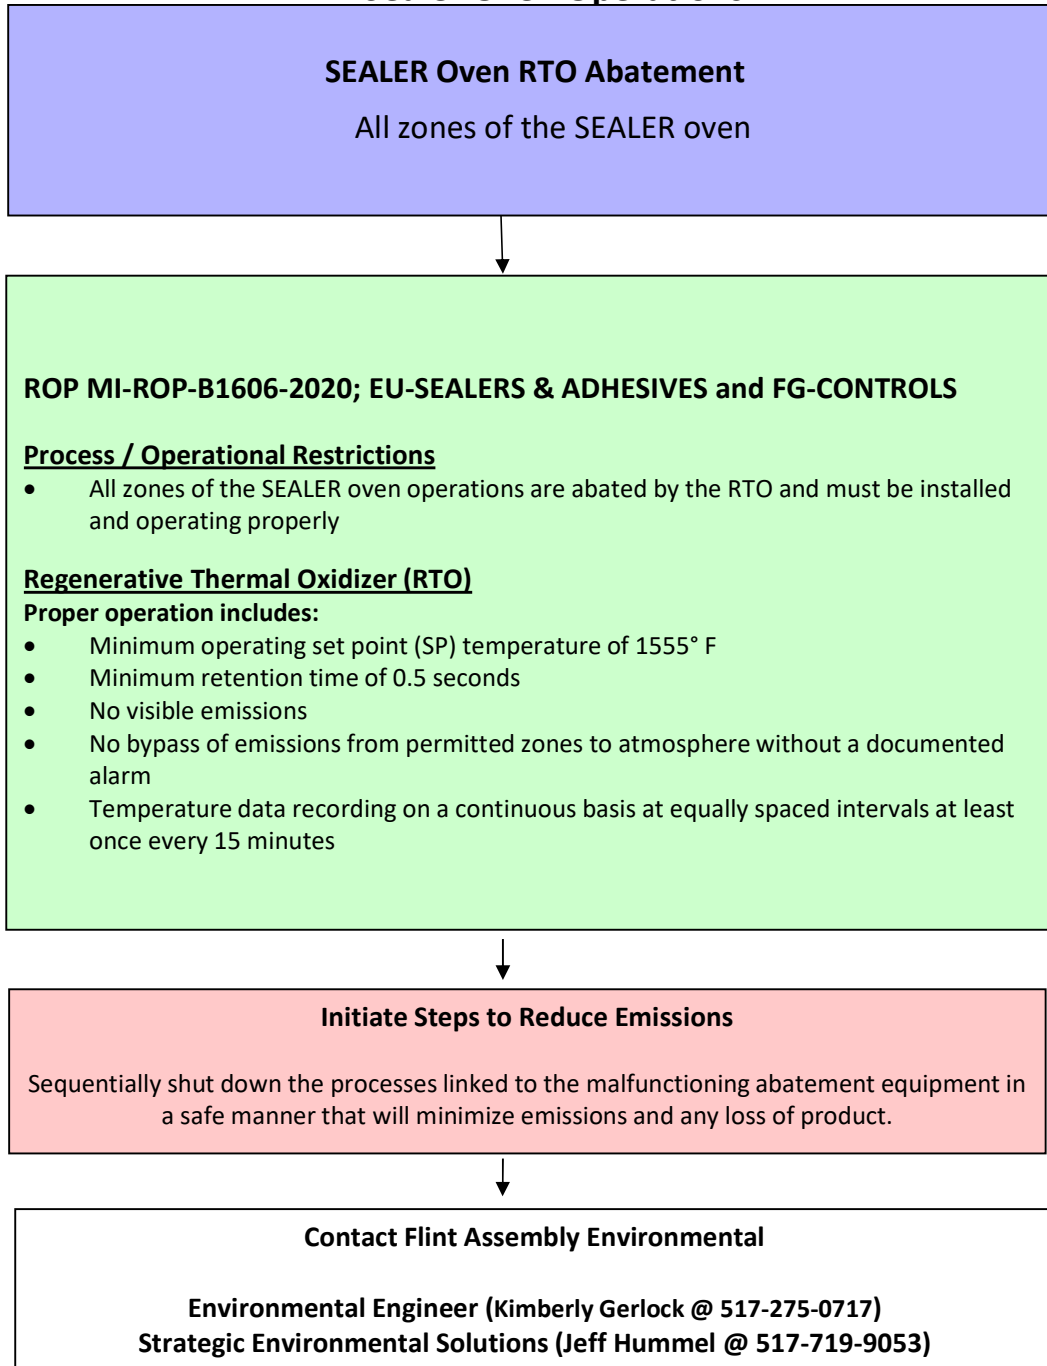 SEALER Oven RTO Abatement
All zones of the SEALER oven
ROP MI-ROP-B1606-2020; EU-SEALERS & ADHESIVES and FG-CONTROLS
Process / Operational Restrictions
• All zones of the SEALER oven operations are abated by the RTO and must be installed
and operating properly
Regenerative Thermal Oxidizer (RTO)
Proper operation includes:
• Minimum operating set point (SP) temperature of 1555° F
• Minimum retention time of 0.5 seconds
• No visible emissions
• No bypass of emissions from permitted zones to atmosphere without a documented
alarm
• Temperature data recording on a continuous basis at equally spaced intervals at least
once every 15 minutes
Initiate Steps to Reduce Emissions
Sequentially shut down the processes linked to the malfunctioning abatement equipment in
a safe manner that will minimize emissions and any loss of product.
Contact Flint Assembly Environmental
Environmental Engineer (Kimberly Gerlock @ 517-275-0717)
Strategic Environmental Solutions (Jeff Hummel @ 517-719-9053)